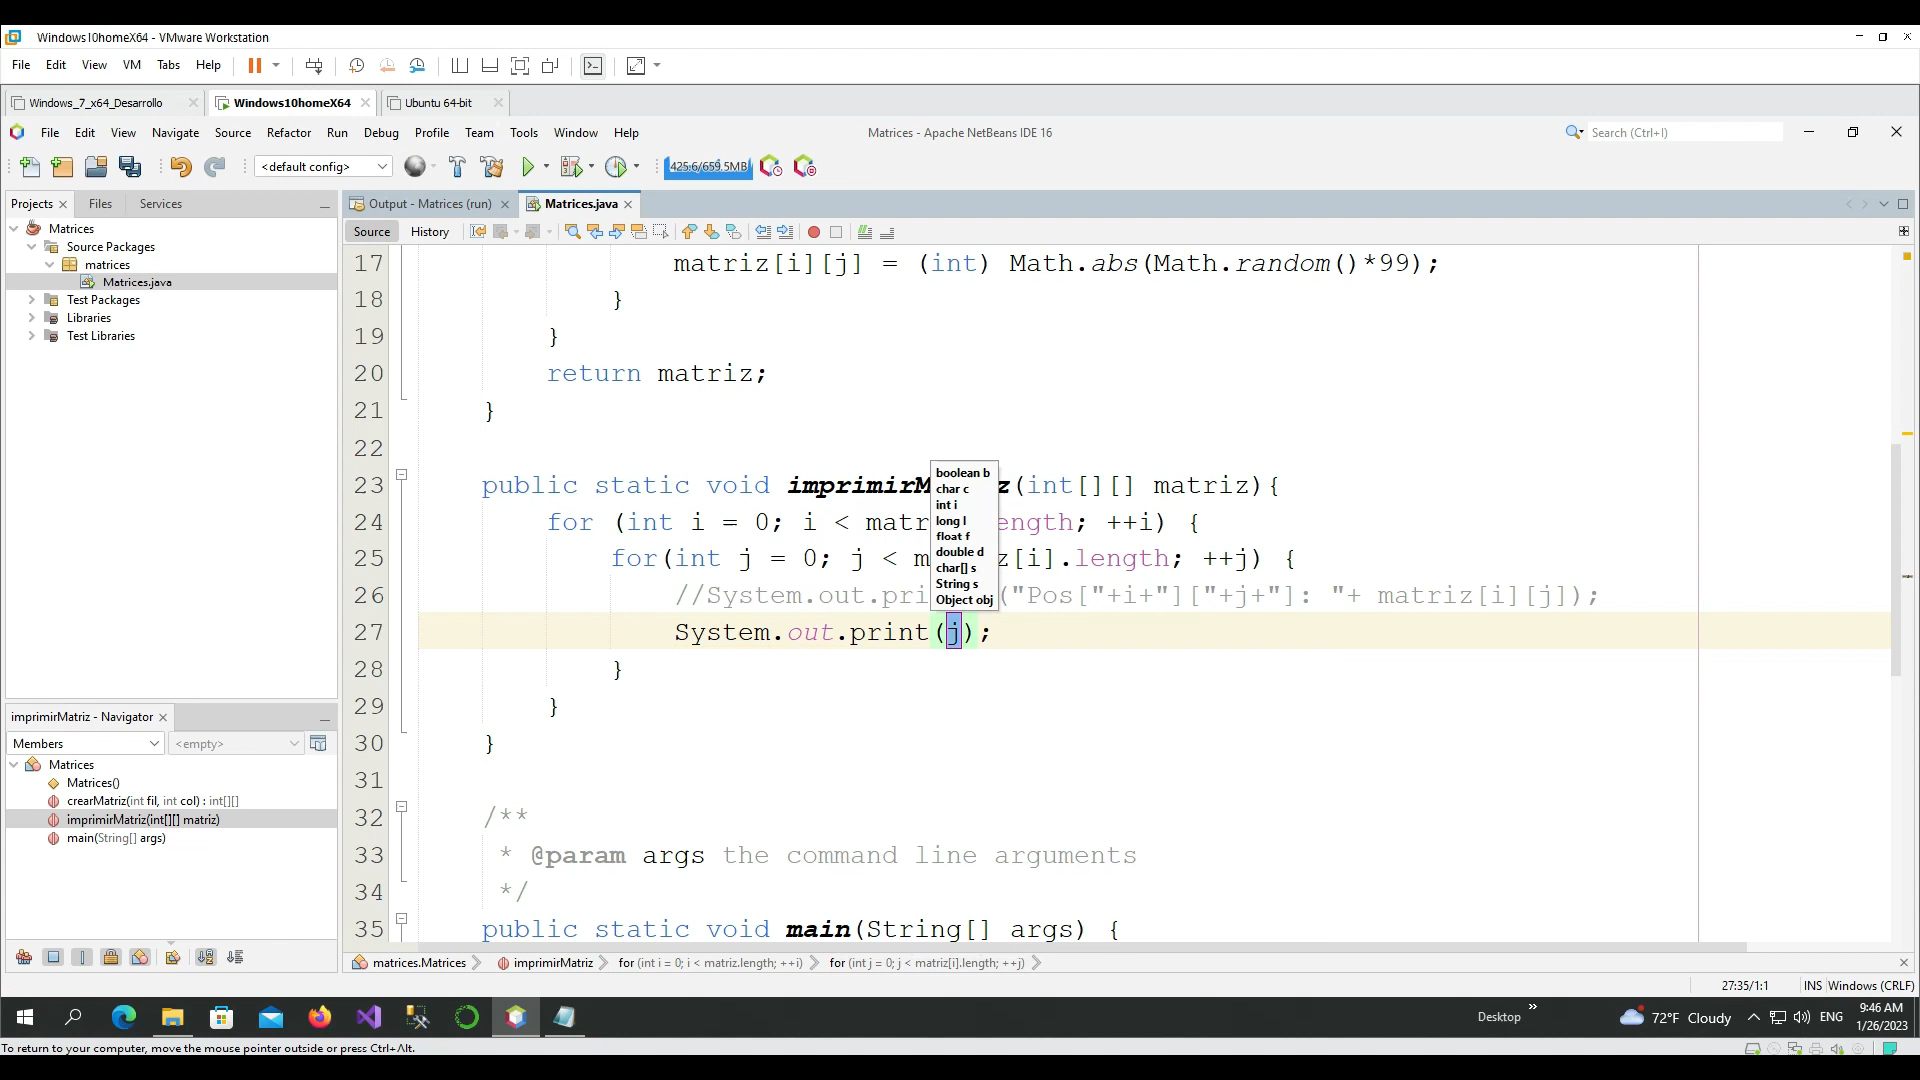 Windows10homeX64 - VMware Workstation
File Edit View VM Tabs Help
Windows_7_x64_Desarrollo Windows10homeX64 Ubuntu 64-bit
File Edit View Navigate Source Refactor Run Debug Profile Team Tools Window Help Matrices - Apache NetBeans IDE 16 Search (Ctrl+I)
<default config> 425.6/659.5MB
Projects Files Services Output - Matrices (run) Matrices.java
Source History
Matrices
Source Packages
matrices
Matrices.java
Test Packages
Libraries
Test Libraries
17 matriz[i][j] = (int) Math.abs(Math.random()*99);
18 }
19 }
20 return matriz;
21 }
22
23 public static void imprimirM z(int[][] matriz){
24 for (int i = 0; i < matr ength; ++i) {
25 for(int j = 0; j < m z[i].length; ++j) {
26 //System.out.pri ("Pos["+i+"]["+j+"]: "+ matriz[i][j]);
27 System.out.print(j);
28 }
29 }
30 }
31
32 /**
33 * @param args the command line arguments
34 */
35 public static void main(String[] args) {
boolean b
char c
int i
long l
float f
double d
char[] s
String s
Object obj
imprimirMatriz - Navigator
Members <empty>
Matrices
Matrices()
crearMatriz(int fil, int col) : int[][]
imprimirMatriz(int[][] matriz)
main(String[] args)
matrices.Matrices imprimirMatriz for (int i = 0; i < matriz.length; ++i) for (int j = 0; j < matriz[i].length; ++j)
27:35/1:1 INS Windows (CRLF)
Desktop 72°F Cloudy ENG 9:46 AM
1/26/2023
To return to your computer, move the mouse pointer outside or press Ctrl+Alt.